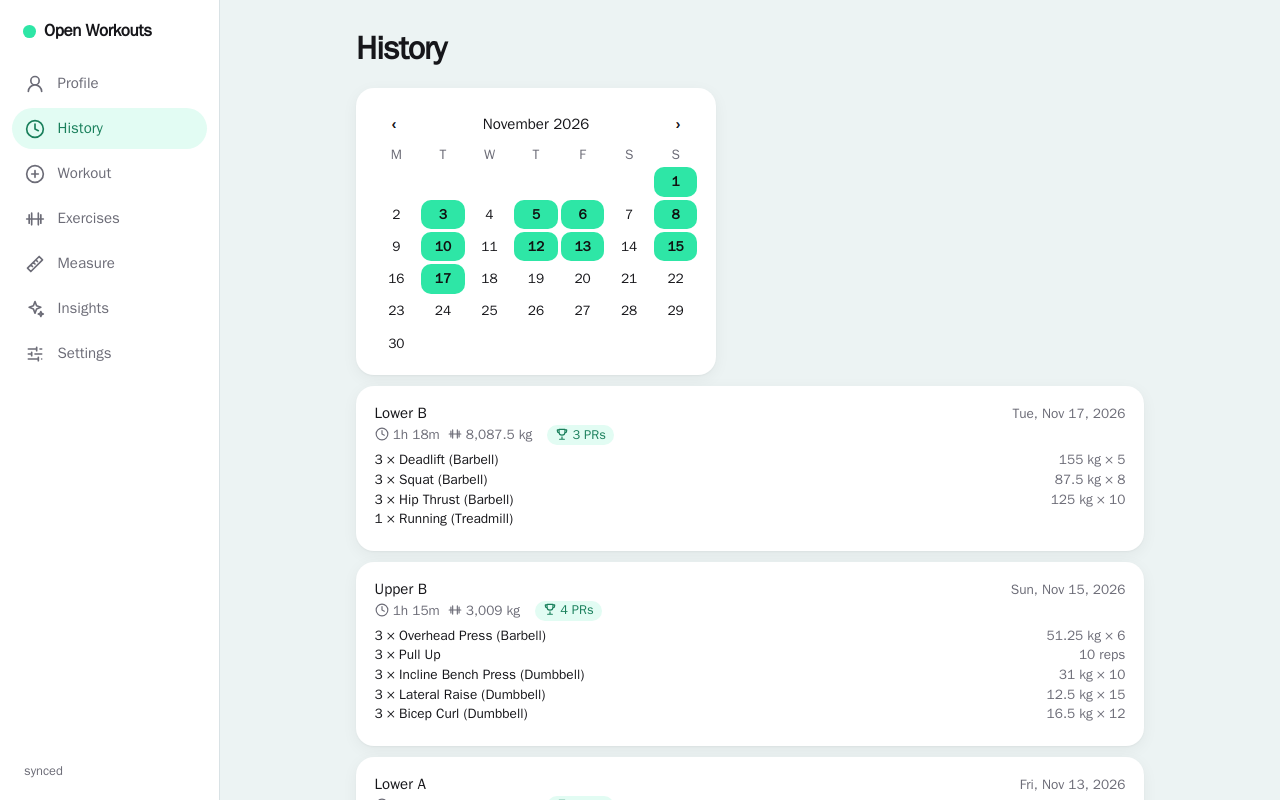 Open Workouts
Profile
History
Workout
Exercises
Measure
Insights
Settings
synced
History
‹ November 2026 ›
M T W T F S S
1
2 3 4 5 6 7 8
9 10 11 12 13 14 15
16 17 18 19 20 21 22
23 24 25 26 27 28 29
30
Lower B Tue, Nov 17, 2026
1h 18m 8,087.5 kg 3 PRs
3 × Deadlift (Barbell) 155 kg × 5
3 × Squat (Barbell) 87.5 kg × 8
3 × Hip Thrust (Barbell) 125 kg × 10
1 × Running (Treadmill)
Upper B Sun, Nov 15, 2026
1h 15m 3,009 kg 4 PRs
3 × Overhead Press (Barbell) 51.25 kg × 6
3 × Pull Up 10 reps
3 × Incline Bench Press (Dumbbell) 31 kg × 10
3 × Lateral Raise (Dumbbell) 12.5 kg × 15
3 × Bicep Curl (Dumbbell) 16.5 kg × 12
Lower A Fri, Nov 13, 2026